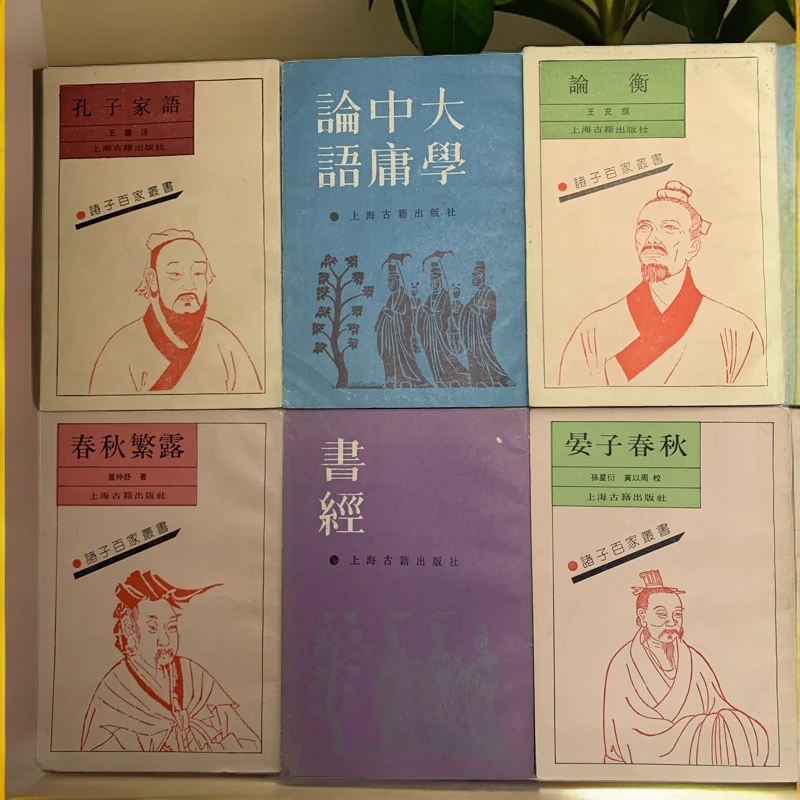 孔子家語
王肅 注
上海古籍出版社
諸子百家叢書
大學
中庸
論語
上海古籍出版社
論衡
王充 撰
上海古籍出版社
諸子百家叢書
春秋繁露
董仲舒 著
上海古籍出版社
諸子百家叢書
書經
上海古籍出版社
晏子春秋
孫星衍 黃以周 校
上海古籍出版社
諸子百家叢書